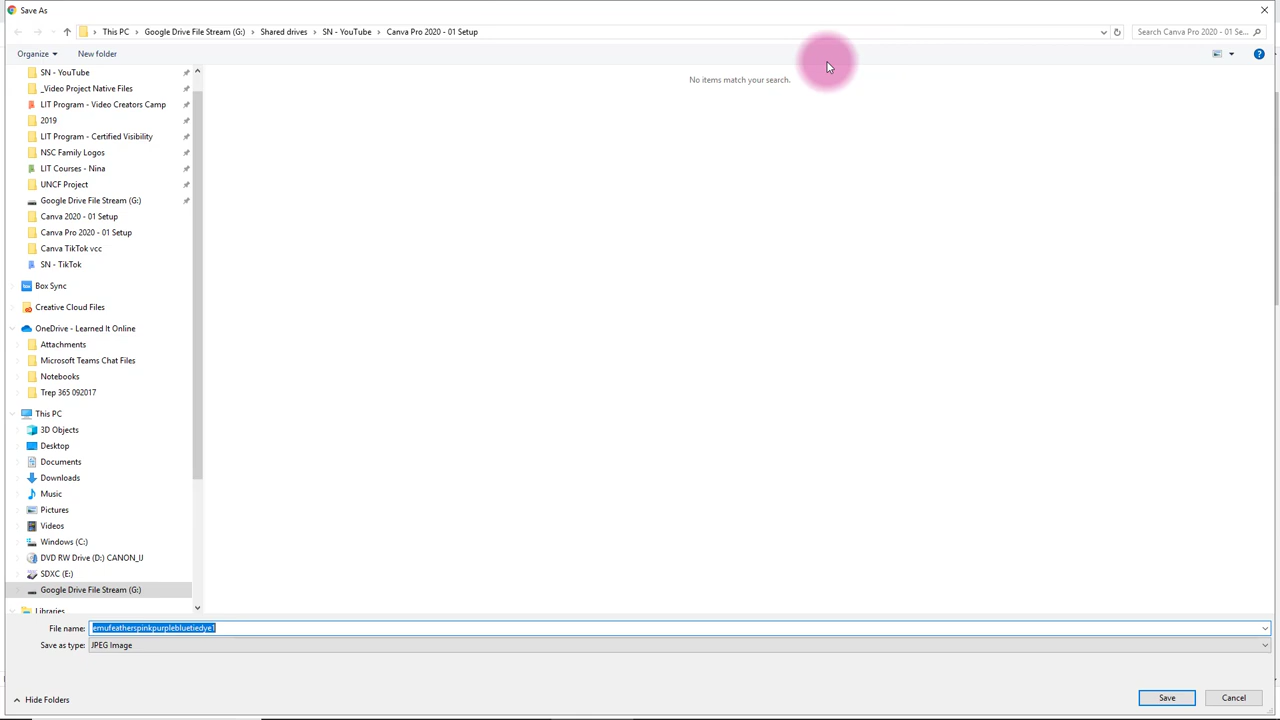 Save As
This PC
Google Drive File Stream (G:)
Shared drives
SN - YouTube
Canva Pro 2020 - 01 Setup
Search Canva Pro 2020 - 01 Se...
Organize
New folder
No items match your search.
SN - YouTube
_Video Project Native Files
LIT Program - Video Creators Camp
2019
LIT Program - Certified Visibility
NSC Family Logos
LIT Courses - Nina
UNCF Project
Google Drive File Stream (G:)
Canva 2020 - 01 Setup
Canva Pro 2020 - 01 Setup
Canva TikTok vcc
SN - TikTok
Box Sync
Creative Cloud Files
OneDrive - Learned It Online
Attachments
Microsoft Teams Chat Files
Notebooks
Trep 365 092017
This PC
3D Objects
Desktop
Documents
Downloads
Music
Pictures
Videos
Windows (C:)
DVD RW Drive (D:) CANON_IJ
SDXC (E:)
Google Drive File Stream (G:)
Libraries
File name: emufeatherspinkpurplebluetiedye1
Save as type: JPEG Image
Hide Folders
Save
Cancel